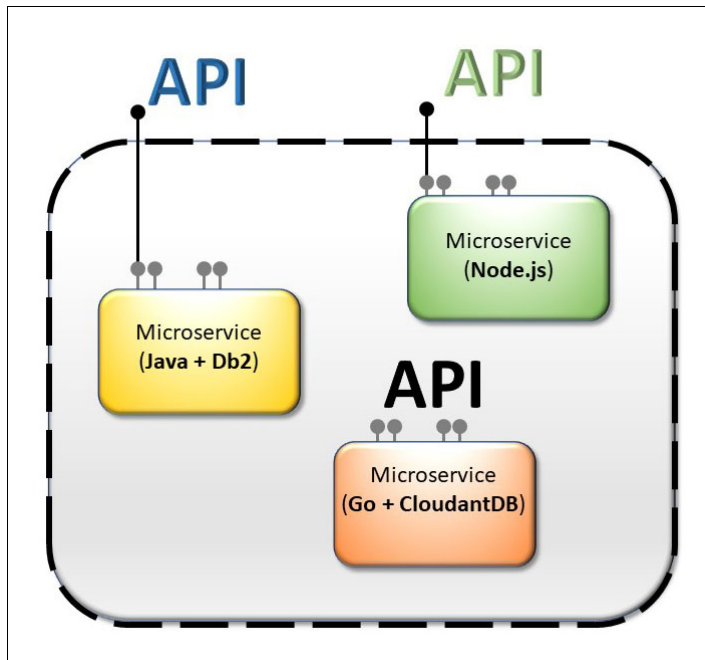 API
API
Microservice
(Node.js)
Microservice
(Java + Db2)
API
Microservice
(Go + CloudantDB)